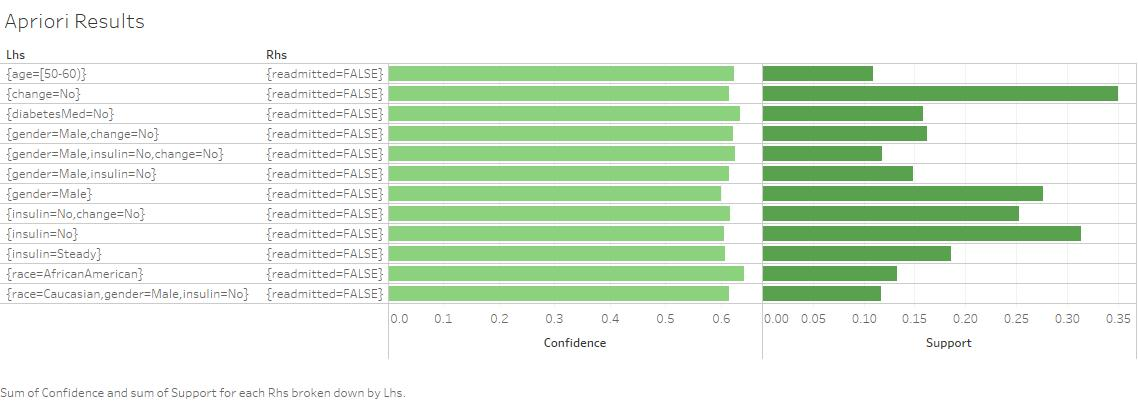 Apriori Results
Lhs Rhs
{age=[50-60)} {readmitted=FALSE}
{change=No} {readmitted=FALSE}
{diabetesMed=No} {readmitted=FALSE}
{gender=Male,change=No} {readmitted=FALSE}
{gender=Male,insulin=No,change=No} {readmitted=FALSE}
{gender=Male,insulin=No} {readmitted=FALSE}
{gender=Male} {readmitted=FALSE}
{insulin=No,change=No} {readmitted=FALSE}
{insulin=No} {readmitted=FALSE}
{insulin=Steady} {readmitted=FALSE}
{race=AfricanAmerican} {readmitted=FALSE}
{race=Caucasian,gender=Male,insulin=No} {readmitted=FALSE}
0.0 0.1 0.2 0.3 0.4 0.5 0.6 0.00 0.05 0.10 0.15 0.20 0.25 0.30 0.35
Confidence Support
Sum of Confidence and sum of Support for each Rhs broken down by Lhs.